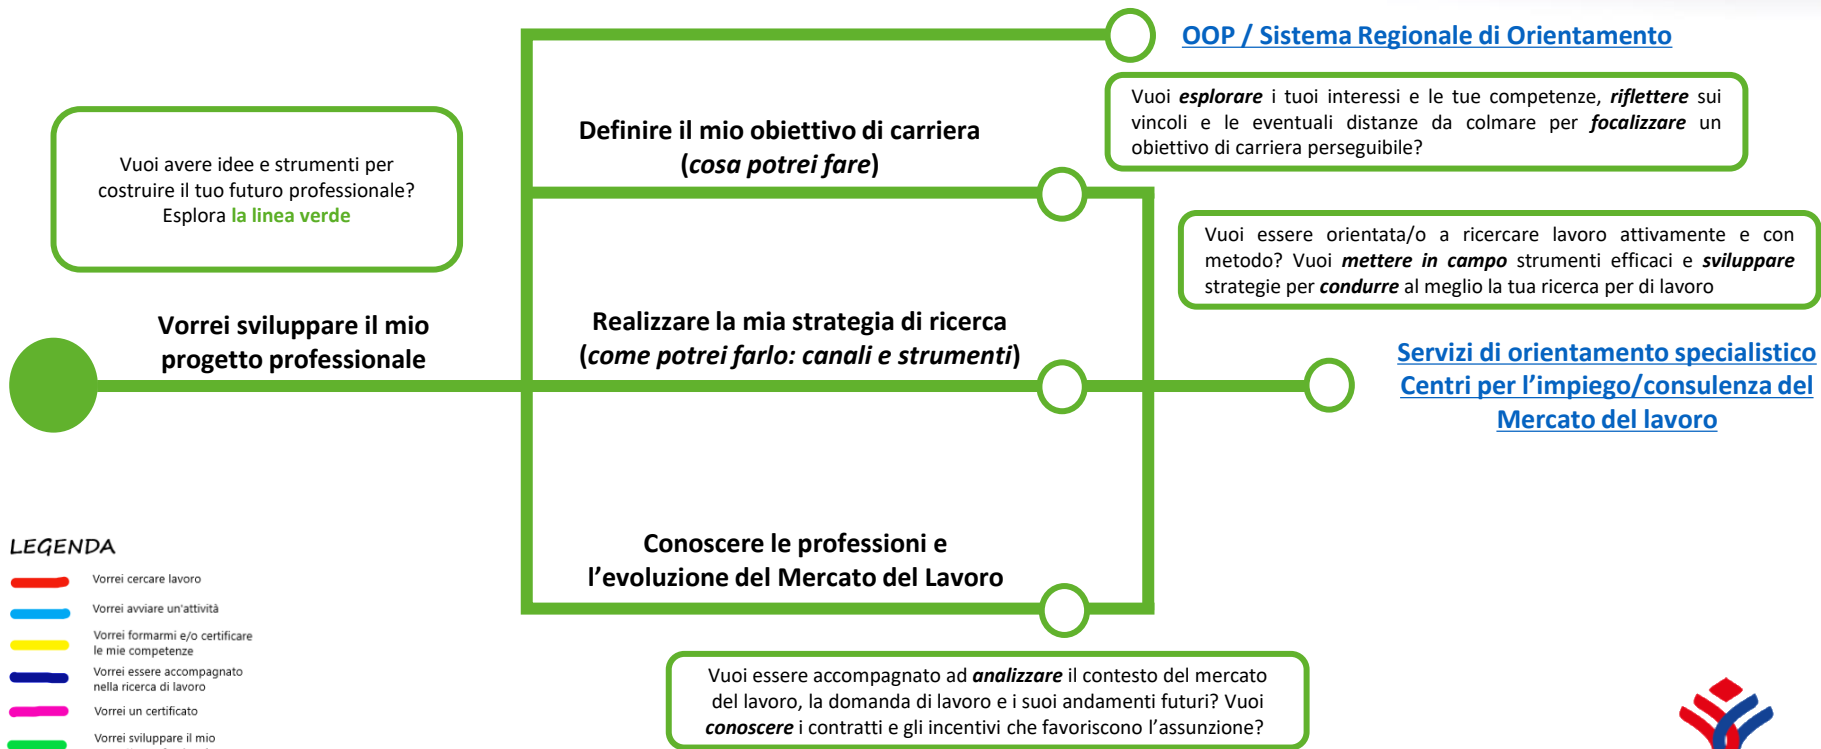 OOP / Sistema Regionale di Orientamento
Vuoi esplorare i tuoi interessi e le tue competenze, riflettere sui
vincoli e le eventuali distanze da colmare per focalizzare un
obiettivo di carriera perseguibile?
Definire il mio obiettivo di carriera
(cosa potrei fare)
Vuoi avere idee e strumenti per
costruire il tuo futuro professionale?
Esplora la linea verde
Vuoi essere orientata/o a ricercare lavoro attivamente e con
metodo? Vuoi mettere in campo strumenti efficaci e sviluppare
strategie per condurre al meglio la tua ricerca per di lavoro
Vorrei sviluppare il mio
progetto professionale
Realizzare la mia strategia di ricerca
(come potrei farlo: canali e strumenti)
Servizi di orientamento specialistico
Centri per l'impiego/consulenza del
Mercato del lavoro
Conoscere le professioni e
l'evoluzione del Mercato del Lavoro
Vuoi essere accompagnato ad analizzare il contesto del mercato
del lavoro, la domanda di lavoro e i suoi andamenti futuri? Vuoi
conoscere i contratti e gli incentivi che favoriscono l'assunzione?
LEGENDA
Vorrei cercare lavoro
Vorrei avviare un'attività
Vorrei formarmi e/o certificare
le mie competenze
Vorrei essere accompagnato
nella ricerca di lavoro
Vorrei un certificato
Vorrei sviluppare il mio